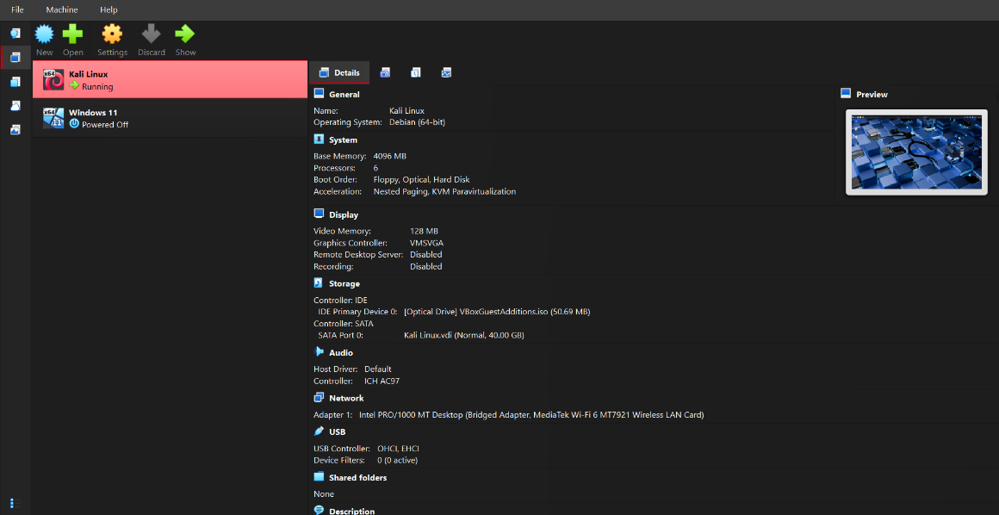 File Machine Help
New Open Settings Discard Show
x64 Kali Linux
Running
x64 11 Windows 11
Powered Off
Details
General
Name: Kali Linux
Operating System: Debian (64-bit)
System
Base Memory: 4096 MB
Processors: 6
Boot Order: Floppy, Optical, Hard Disk
Acceleration: Nested Paging, KVM Paravirtualization
Preview
Display
Video Memory: 128 MB
Graphics Controller: VMSVGA
Remote Desktop Server: Disabled
Recording: Disabled
Storage
Controller: IDE
IDE Primary Device 0: [Optical Drive] VBoxGuestAdditions.iso (50.69 MB)
Controller: SATA
SATA Port 0: Kali Linux.vdi (Normal, 40.00 GB)
Audio
Host Driver: Default
Controller: ICH AC97
Network
Adapter 1: Intel PRO/1000 MT Desktop (Bridged Adapter, MediaTek Wi-Fi 6 MT7921 Wireless LAN Card)
USB
USB Controller: OHCI, EHCI
Device Filters: 0 (0 active)
Shared folders
None
Description